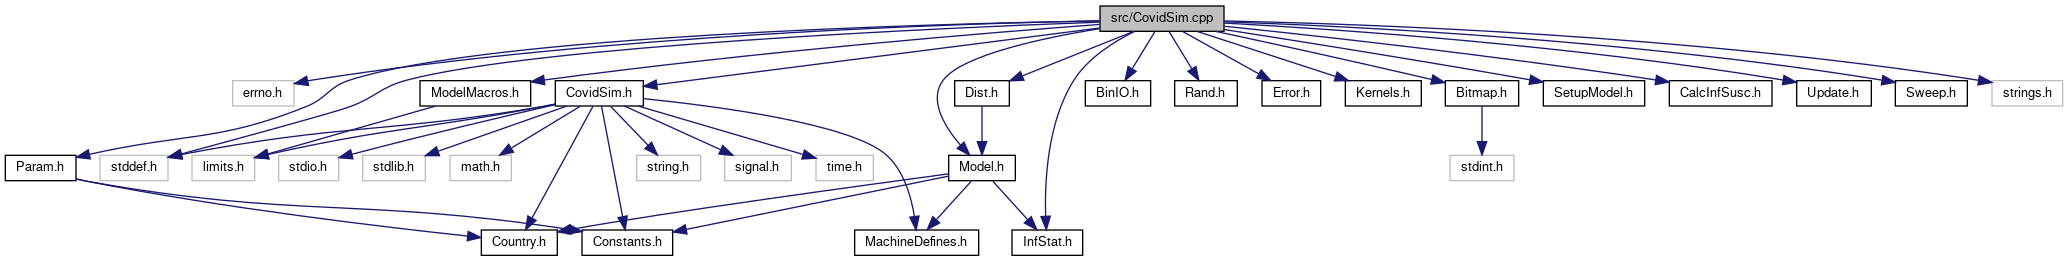 src/CovidSim.cpp
errno.h
ModelMacros.h
CovidSim.h
Dist.h
BinIO.h
Rand.h
Error.h
Kernels.h
Bitmap.h
SetupModel.h
CalcInfSusc.h
Update.h
Sweep.h
strings.h
Param.h
stddef.h
limits.h
stdio.h
stdlib.h
math.h
string.h
signal.h
time.h
Model.h
stdint.h
Country.h
Constants.h
MachineDefines.h
InfStat.h